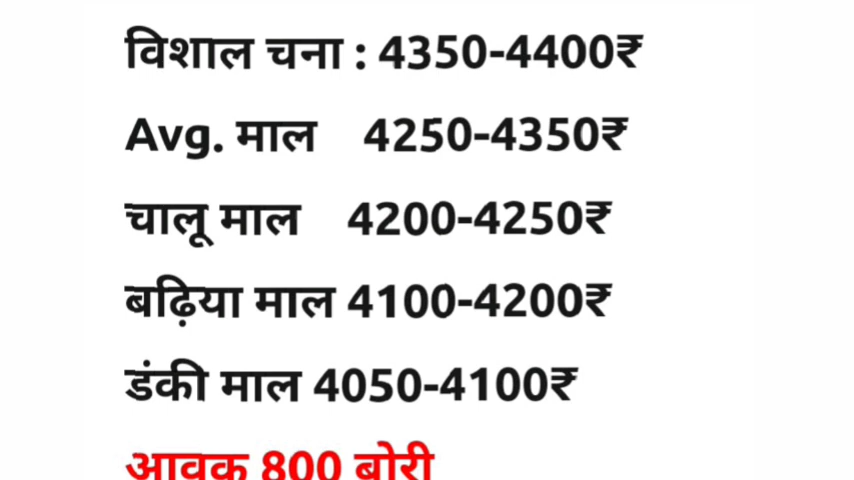 विशाल चना : 4350-4400₹
Avg. माल 4250-4350₹
चालू माल 4200-4250₹
बढ़िया माल 4100-4200₹
डंकी माल 4050-4100₹
आवक 800 बोरी